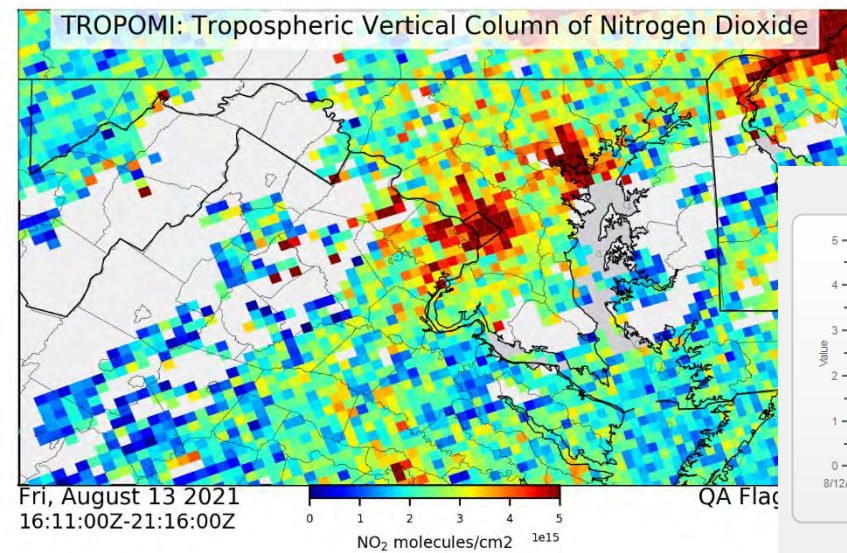 TROPOMI: Tropospheric Vertical Column of Nitrogen Dioxide
5
4
3
Value
2
1
0
8/12/
Fri, August 13 2021
16:11:00Z-21:16:00Z
QA Flag
0 1 2 3 4 5
NO₂ molecules/cm2 1e15